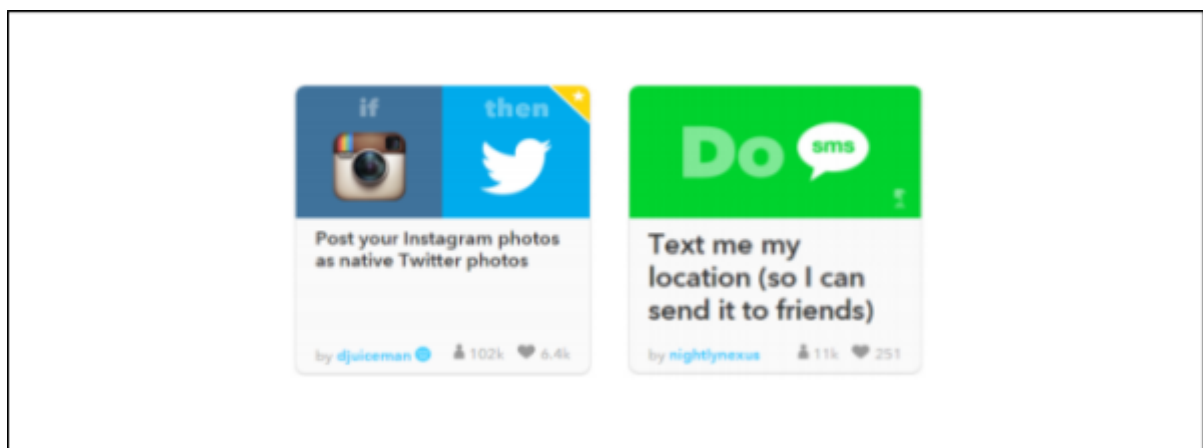 if then
Post your Instagram photos
as native Twitter photos
by djuiceman 102k 6.4k
Do sms
Text me my
location (so I can
send it to friends)
by nightlynexus 11k 251